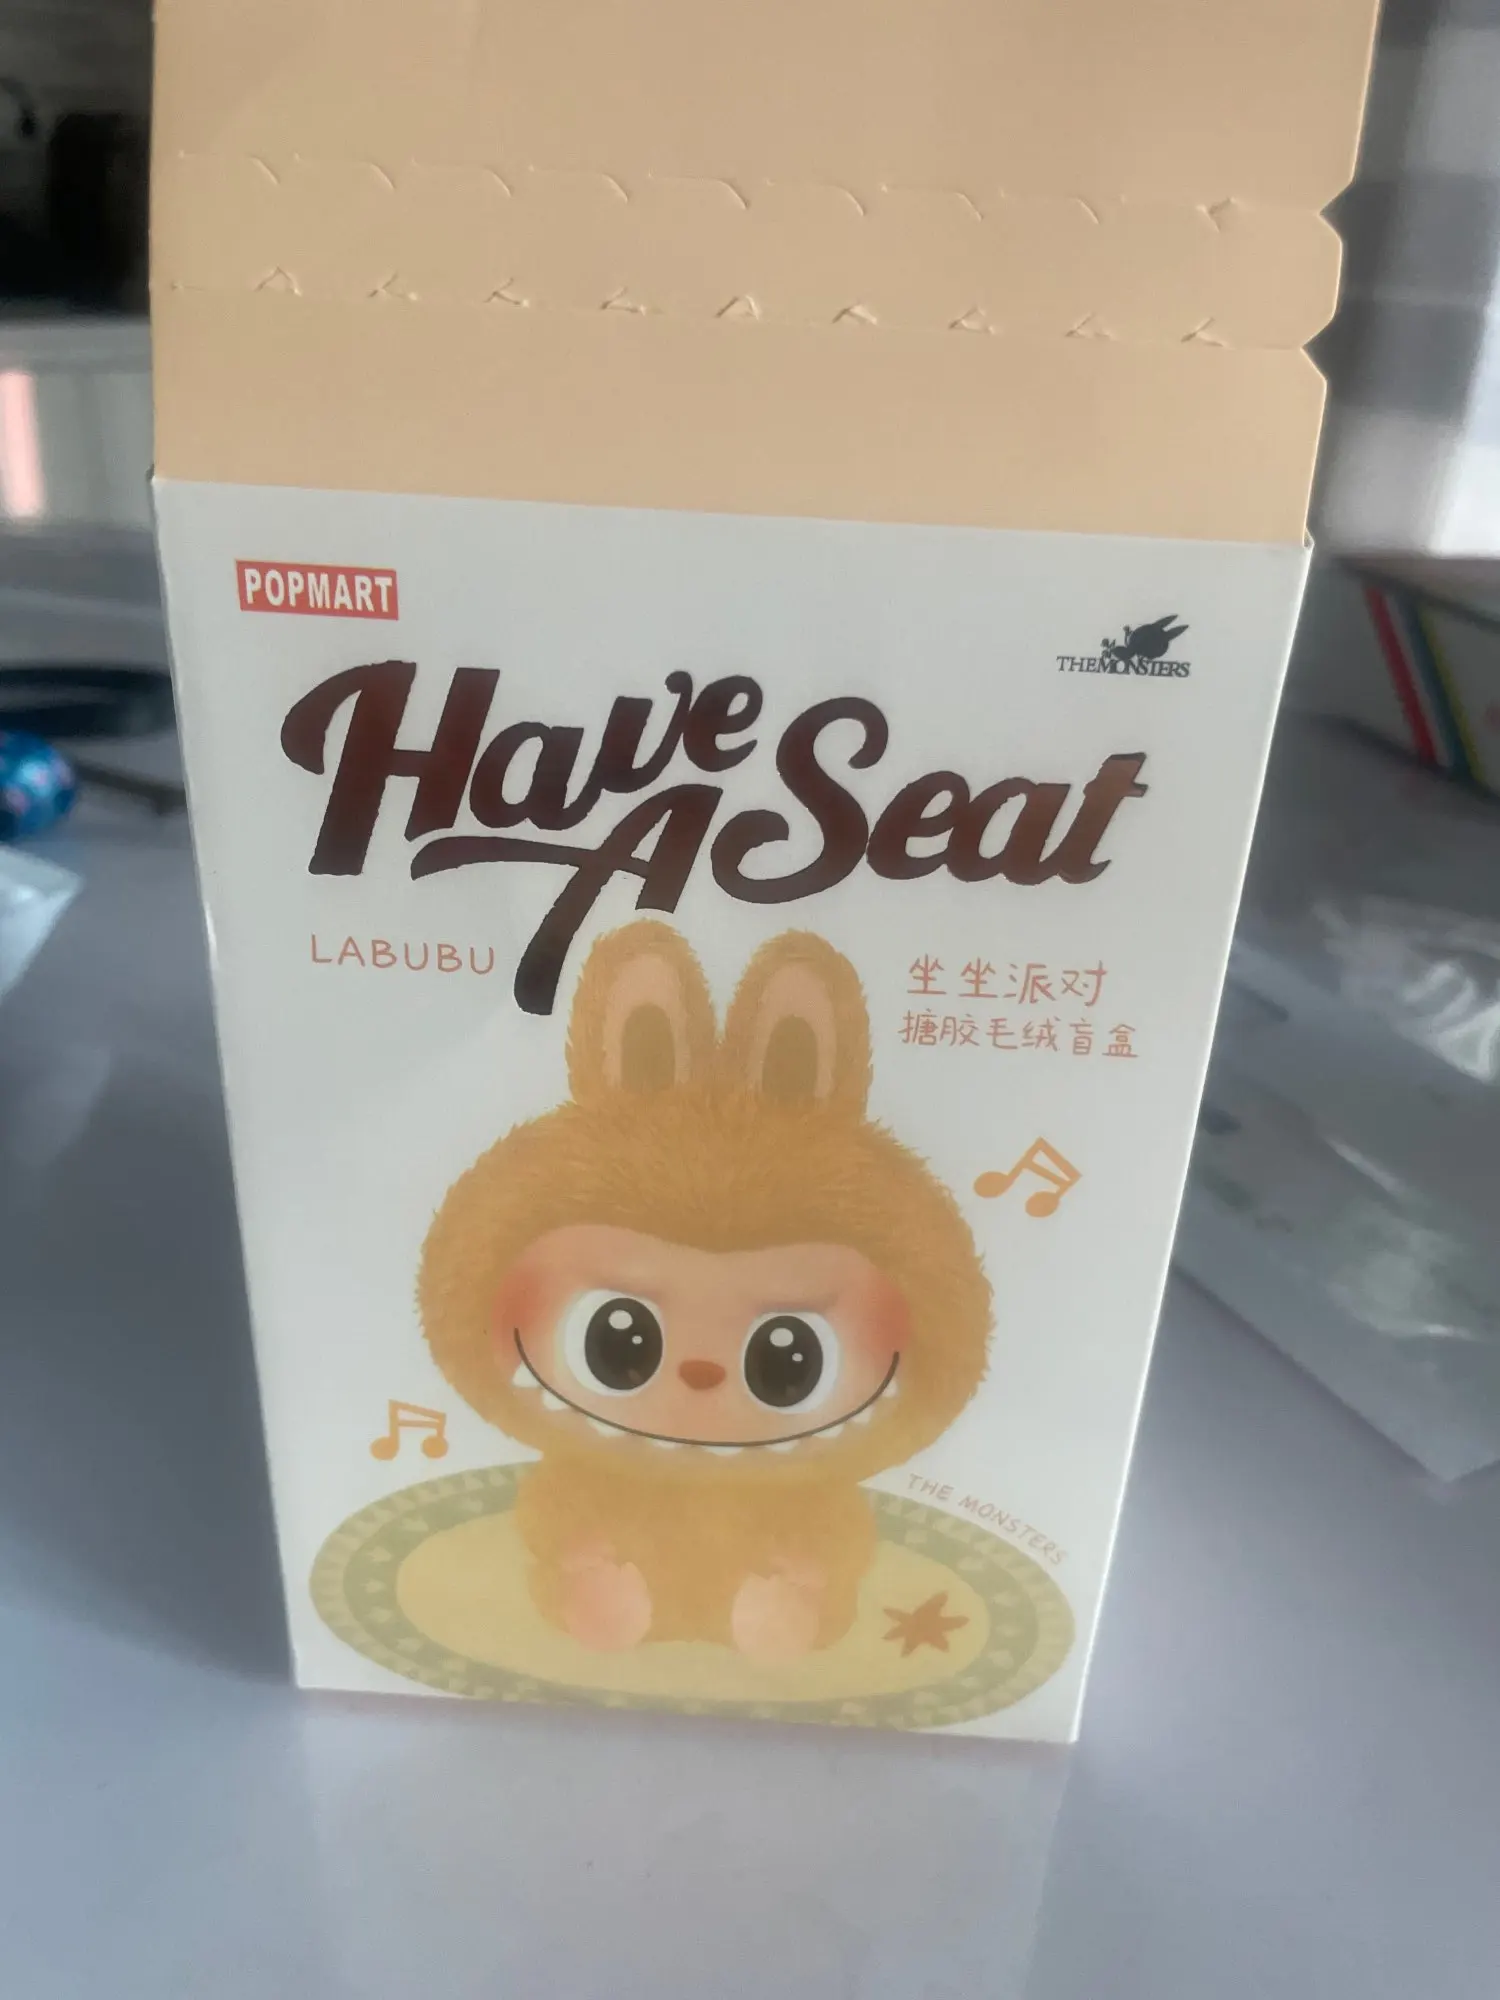 POPMART
THE MONSTERS
Have
A Seat
LABUBU
坐坐派对
搪胶毛绒盲盒
THE MONSTERS